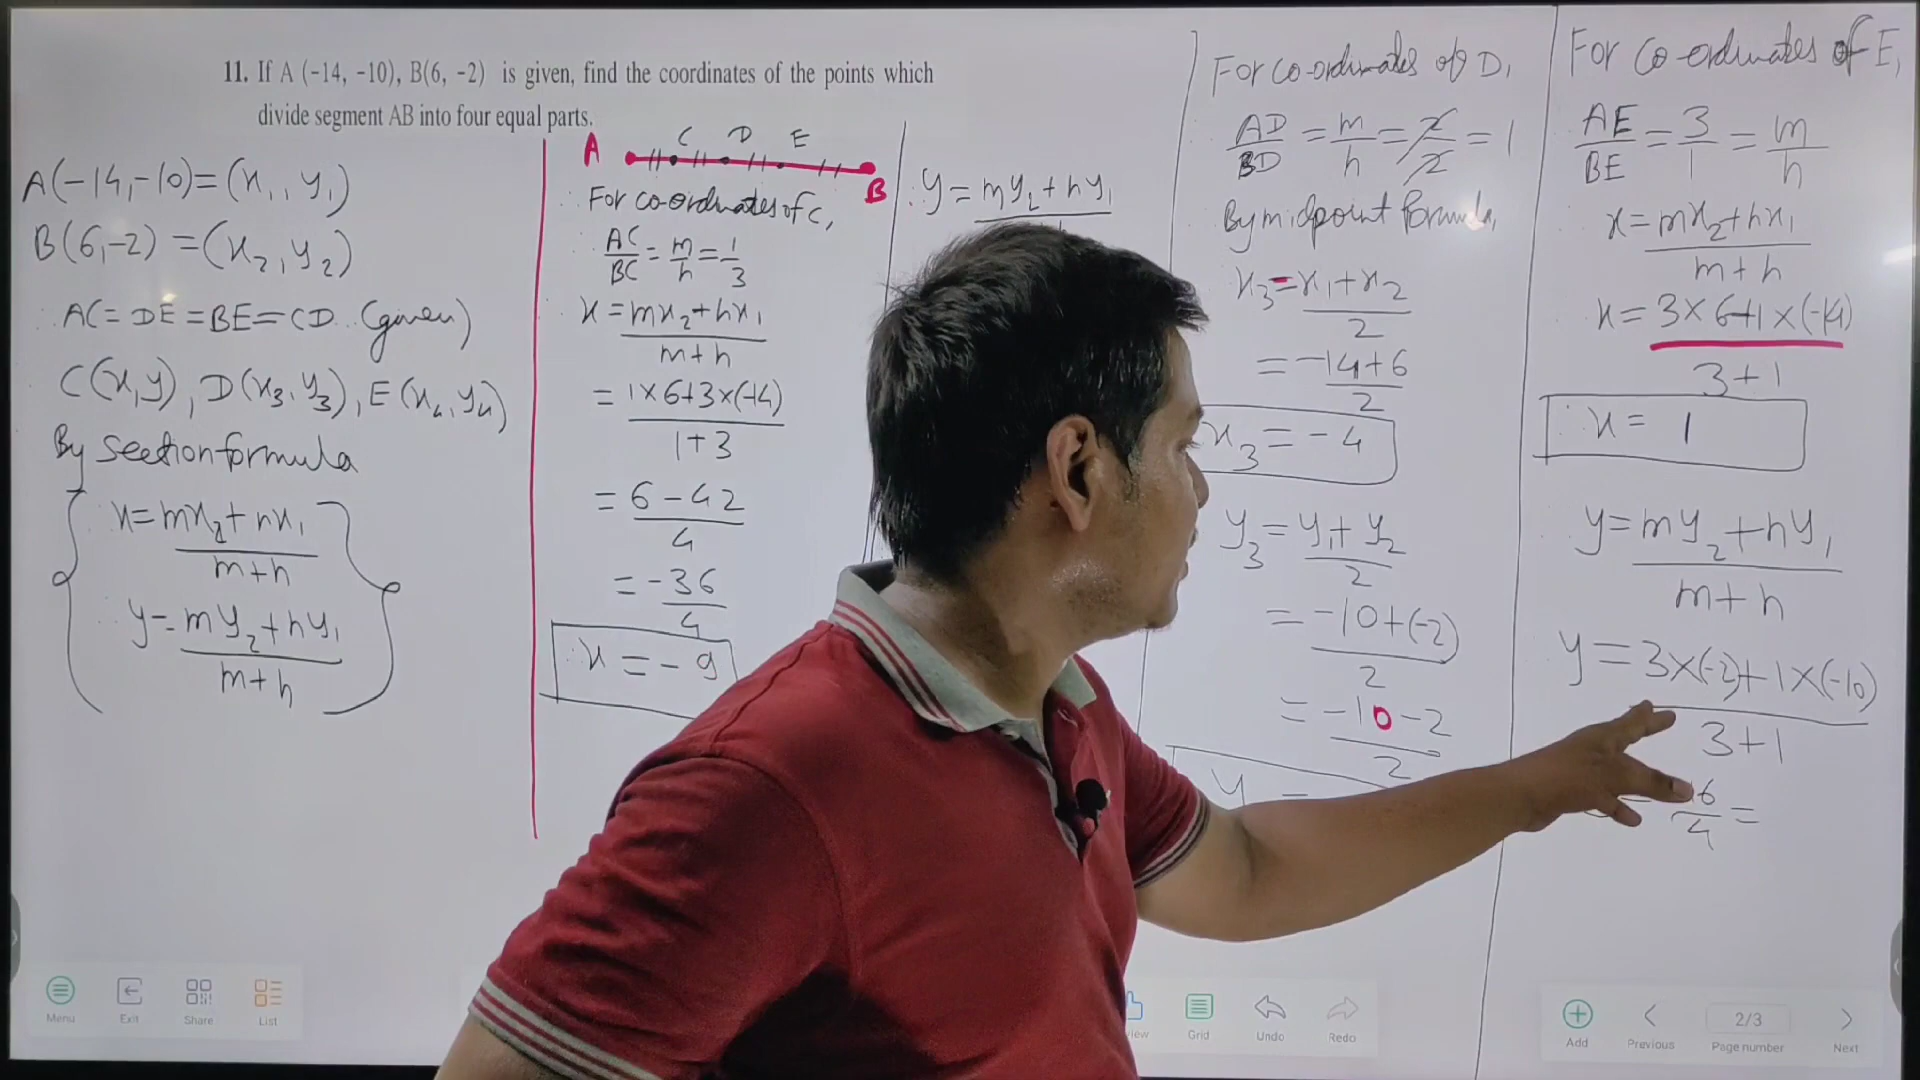 11. If A (-14, -10), B(6, -2) is given, find the coordinates of the points which
divide segment AB into four equal parts.
A(-14,-10)=(x₁, y₁)
B(6,-2) =(x₂, y₂)
∴ AC= DE =BE=CD .. (given)
C(x,y), D(x₃, y₃), E(x₄, y₄)
By section formula
x=mx₂+nx₁
m+n
y=my₂+ny₁
m+n
A C D E B
For co-ordinates of C,
AC/BC = m/n = 1/3
x=mx₂+nx₁
m+n
= 1×6+3×(-14)
1+3
= 6-42
4
= -36
4
∴ x = -9
∴ y=my₂+ny₁
For co-ordinates of D,
AD/BD = m/n = 2/2 = 1
By midpoint formula,
x₃=x₁+x₂
2
= -14+6
2
x₃ = -4
y₃ = y₁+y₂
2
= -10+(-2)
2
= -10-2
2
y =
For co-ordinates of E,
AE/BE = 3/1 = m/n
x=mx₂+nx₁
m+n
x=3×6+1×(-14)
3+1
∴ x= 1
y=my₂+ny₁
m+n
y=3×(-2)+1×(-10)
3+1
16
4 =
Menu
Exit
Share
List
Grid
Undo
Redo
Add
Previous
2/3
Page number
Next